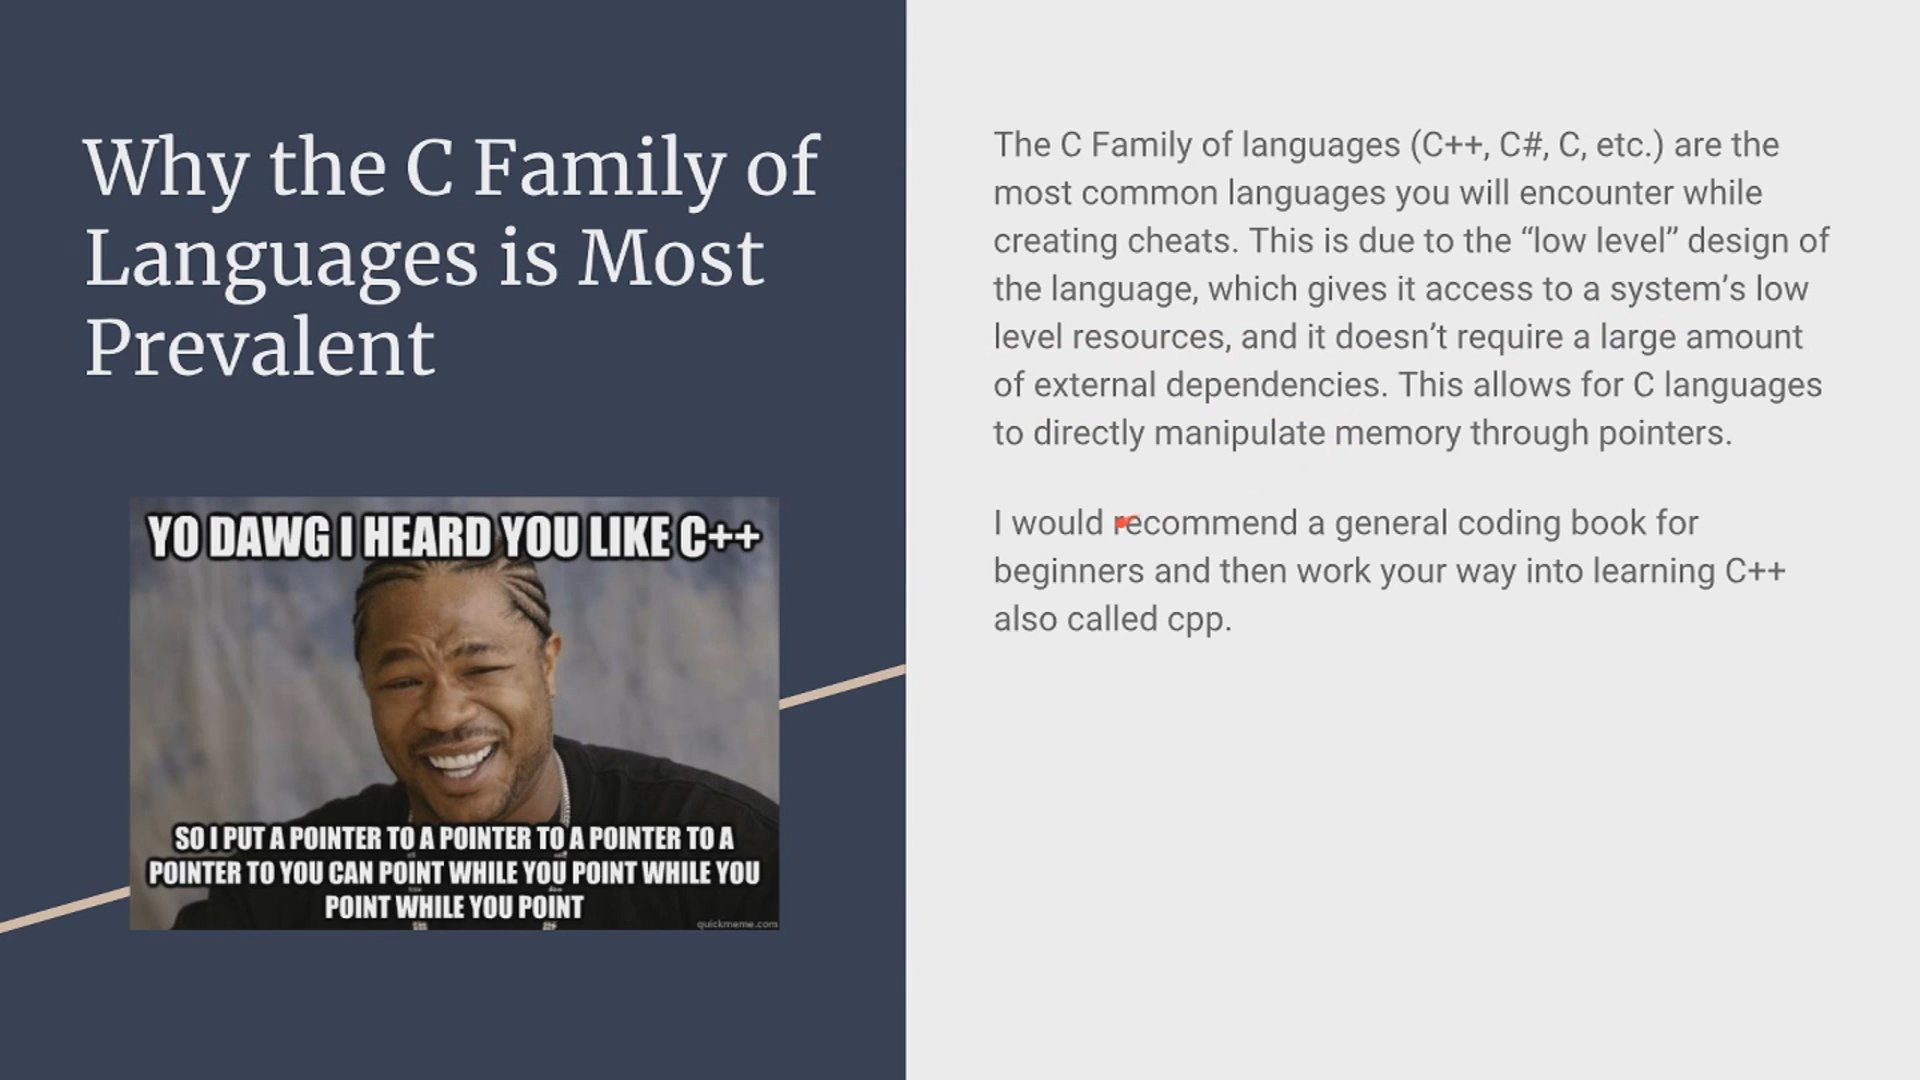 Why the C Family of
Languages is Most
Prevalent
YO DAWG I HEARD YOU LIKE C++
SO I PUT A POINTER TO A POINTER TO A POINTER TO A
POINTER TO YOU CAN POINT WHILE YOU POINT WHILE YOU
POINT WHILE YOU POINT
quickmeme.com
The C Family of languages (C++, C#, C, etc.) are the
most common languages you will encounter while
creating cheats. This is due to the “low level” design of
the language, which gives it access to a system’s low
level resources, and it doesn’t require a large amount
of external dependencies. This allows for C languages
to directly manipulate memory through pointers.
I would recommend a general coding book for
beginners and then work your way into learning C++
also called cpp.